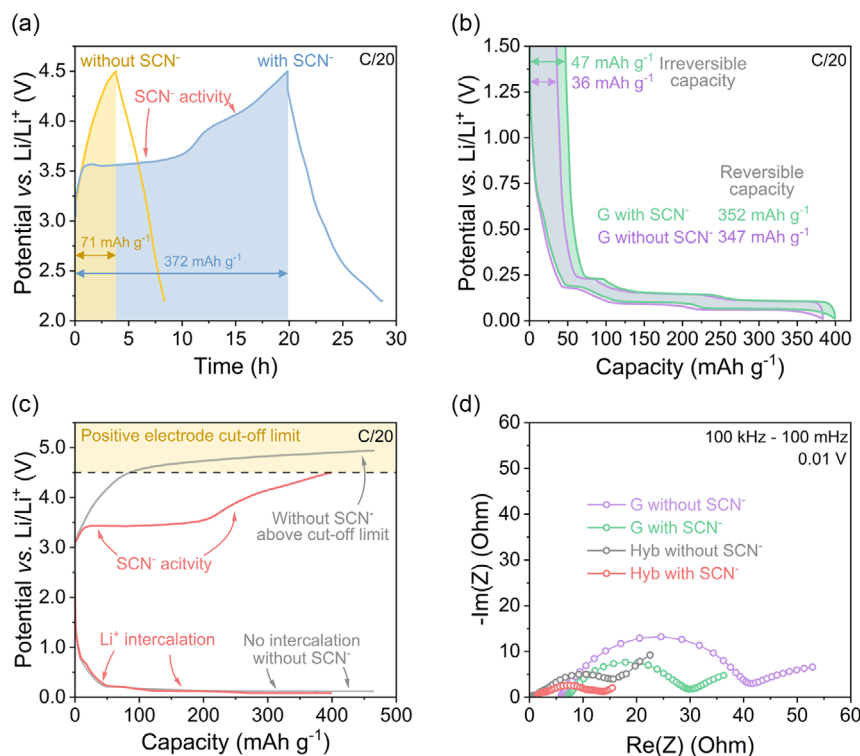 (a)
without SCN⁻
with SCN⁻
C/20
SCN⁻ activity
71 mAh g⁻¹
372 mAh g⁻¹
Potential vs. Li/Li⁺ (V)
5.0
4.5
4.0
3.5
3.0
2.5
2.0
0 5 10 15 20 25 30
Time (h)
(b)
C/20
47 mAh g⁻¹
36 mAh g⁻¹
Irreversible
capacity
Reversible
capacity
G with SCN⁻ 352 mAh g⁻¹
G without SCN⁻ 347 mAh g⁻¹
Potential vs. Li/Li⁺ (V)
1.50
1.25
1.00
0.75
0.50
0.25
0.00
0 50 100 150 200 250 300 350 400
Capacity (mAh g⁻¹)
(c)
Positive electrode cut-off limit
C/20
Without SCN⁻
above cut-off limit
SCN⁻ acitvity
Li⁺ intercalation
No intercalation
without SCN⁻
Potential vs. Li/Li⁺ (V)
5.0
4.0
3.0
1.0
0.0
0 100 200 300 400 500
Capacity (mAh g⁻¹)
(d)
100 kHz - 100 mHz
0.01 V
G without SCN⁻
G with SCN⁻
Hyb without SCN⁻
Hyb with SCN⁻
-Im(Z) (Ohm)
60
50
40
30
20
10
0
0 10 20 30 40 50 60
Re(Z) (Ohm)